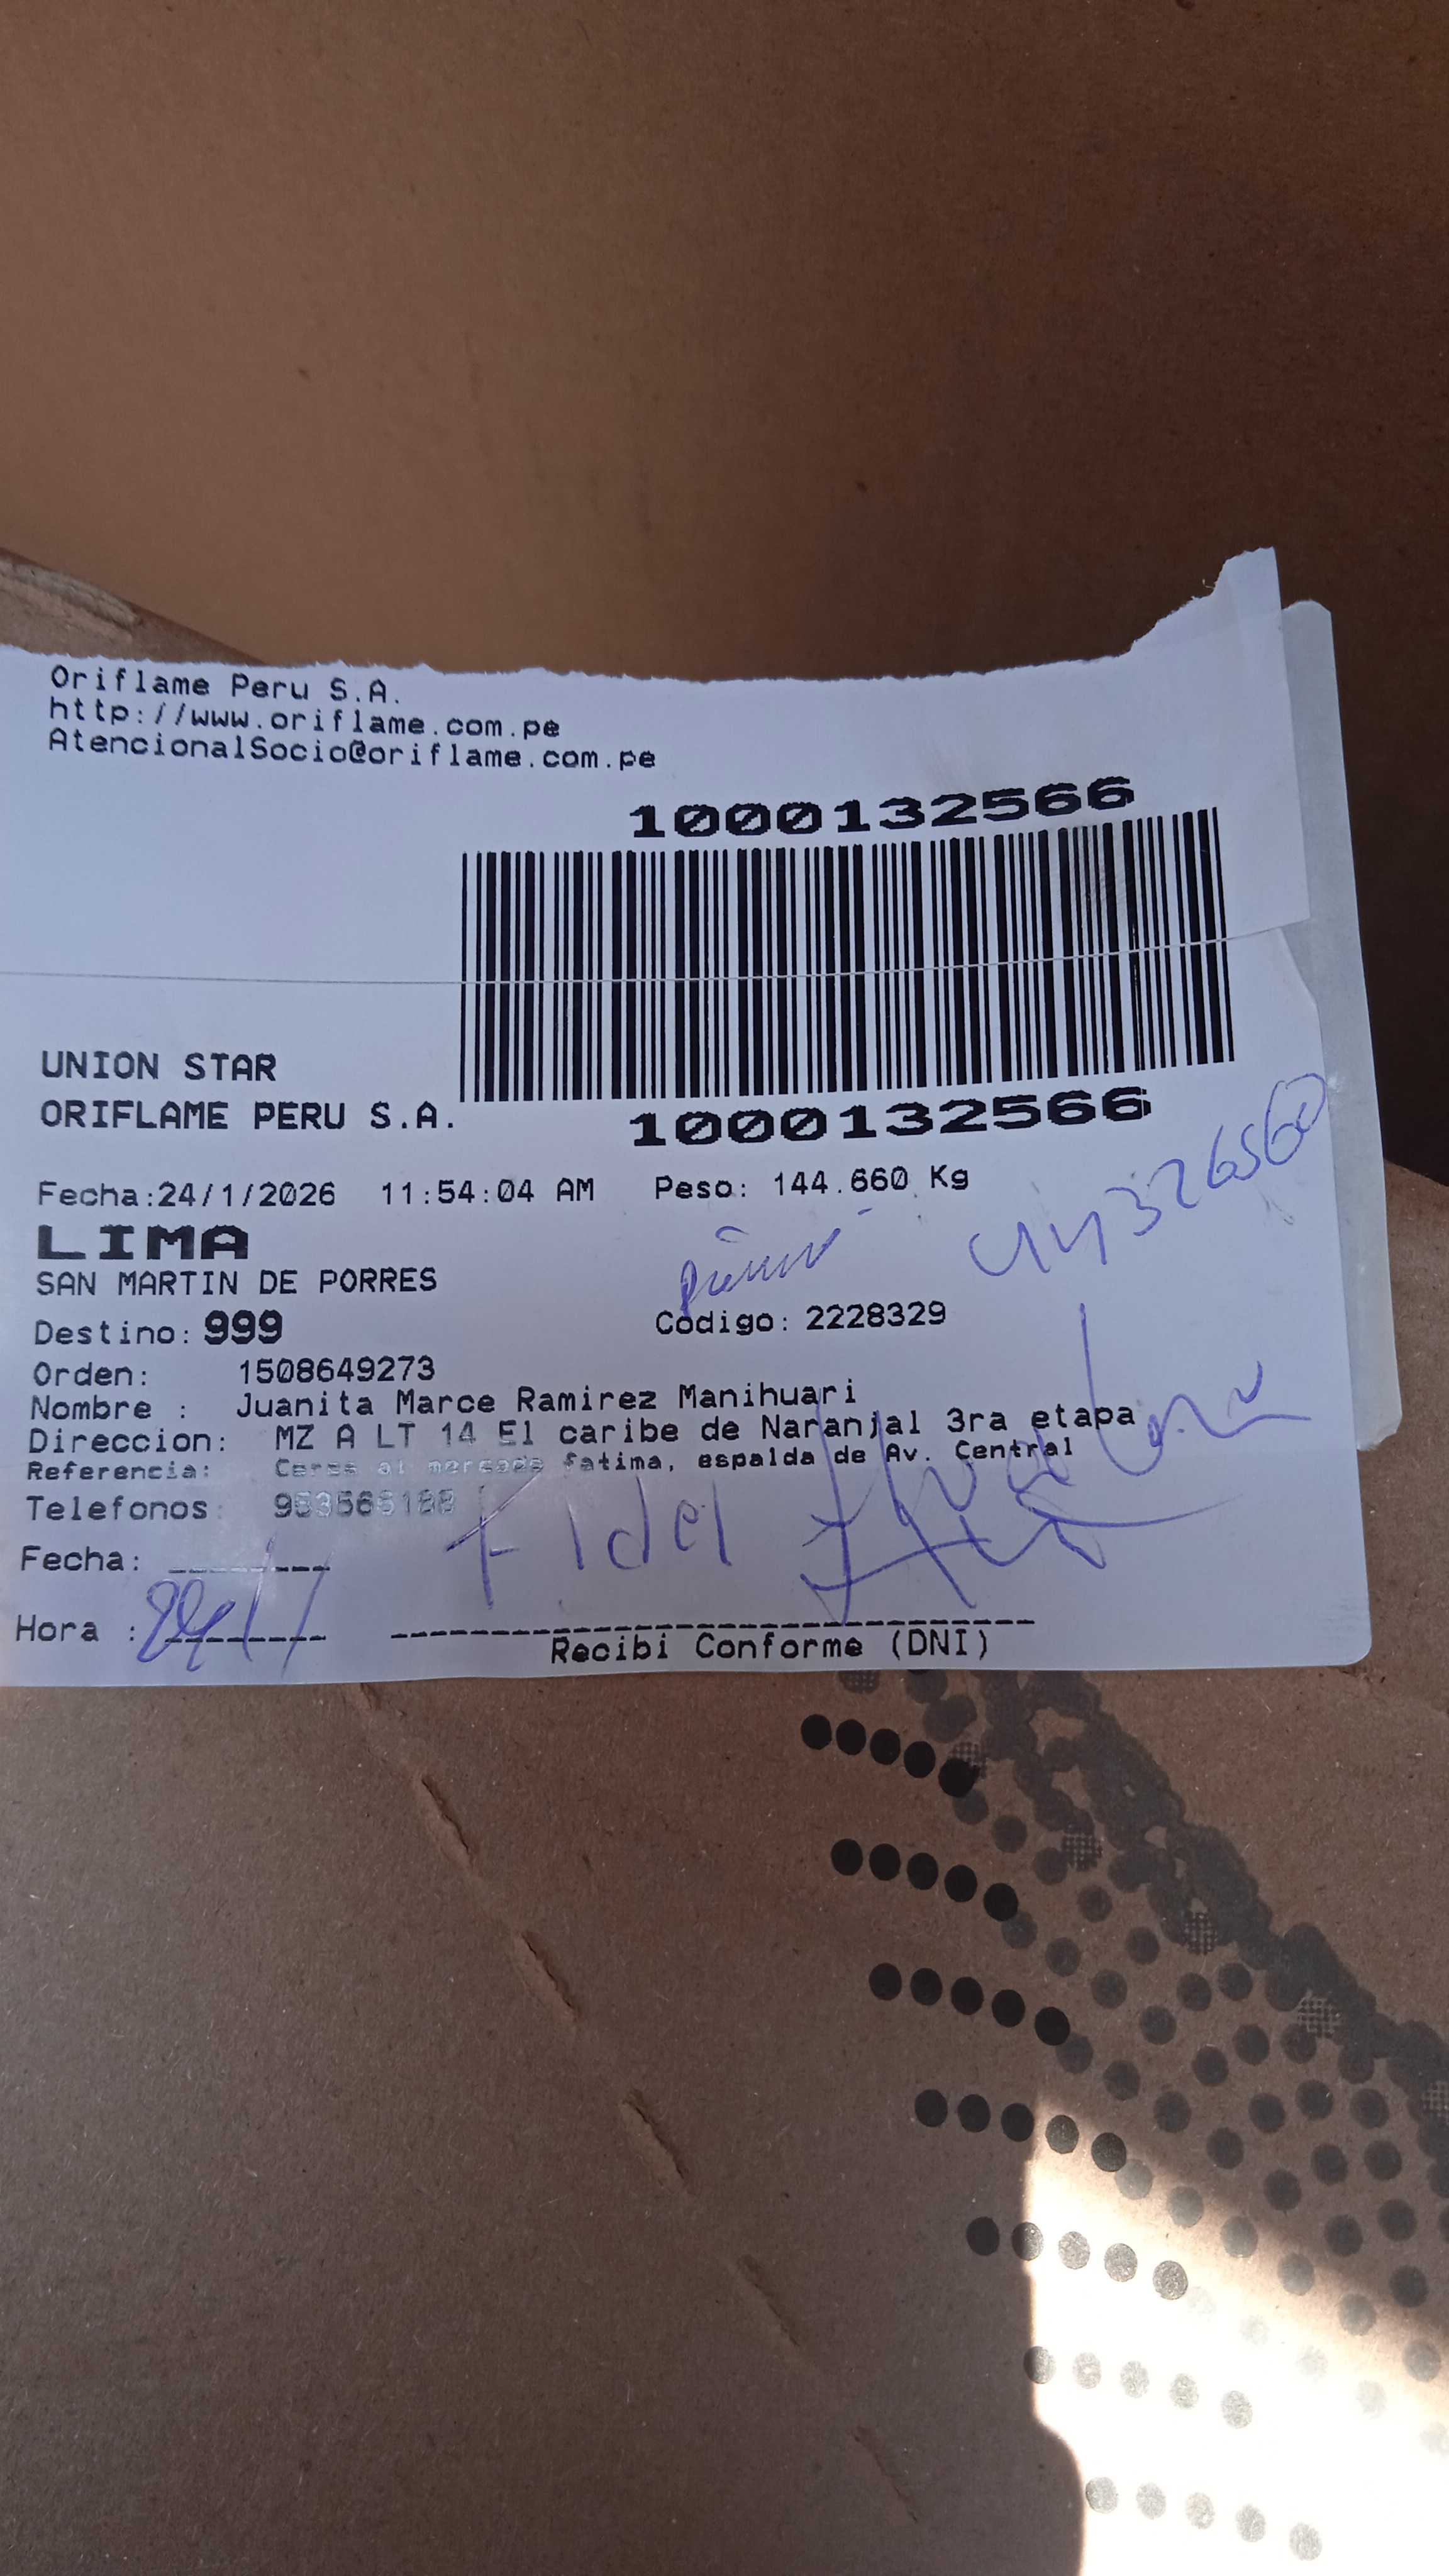 Oriflame Peru S.A.
http://www.oriflame.com.pe
AtencionalSocio@oriflame.com.pe
1000132566
UNION STAR
ORIFLAME PERU S.A.
1000132566
Fecha:24/1/2026 11:54:04 AM Peso: 144.660 Kg
LIMA
SAN MARTIN DE PORRES
Destino: 999 Codigo: 2228329
Orden: 1508649273
Nombre : Juanita Marce Ramirez Manihuari
Direccion: MZ A LT 14 El caribe de Naranjal 3ra etapa
Referencia: Cerca al mercado fatima, espalda de Av. Central
Telefonos
Fidel
Fecha:
Hora :
Recibi Conforme (DNI)